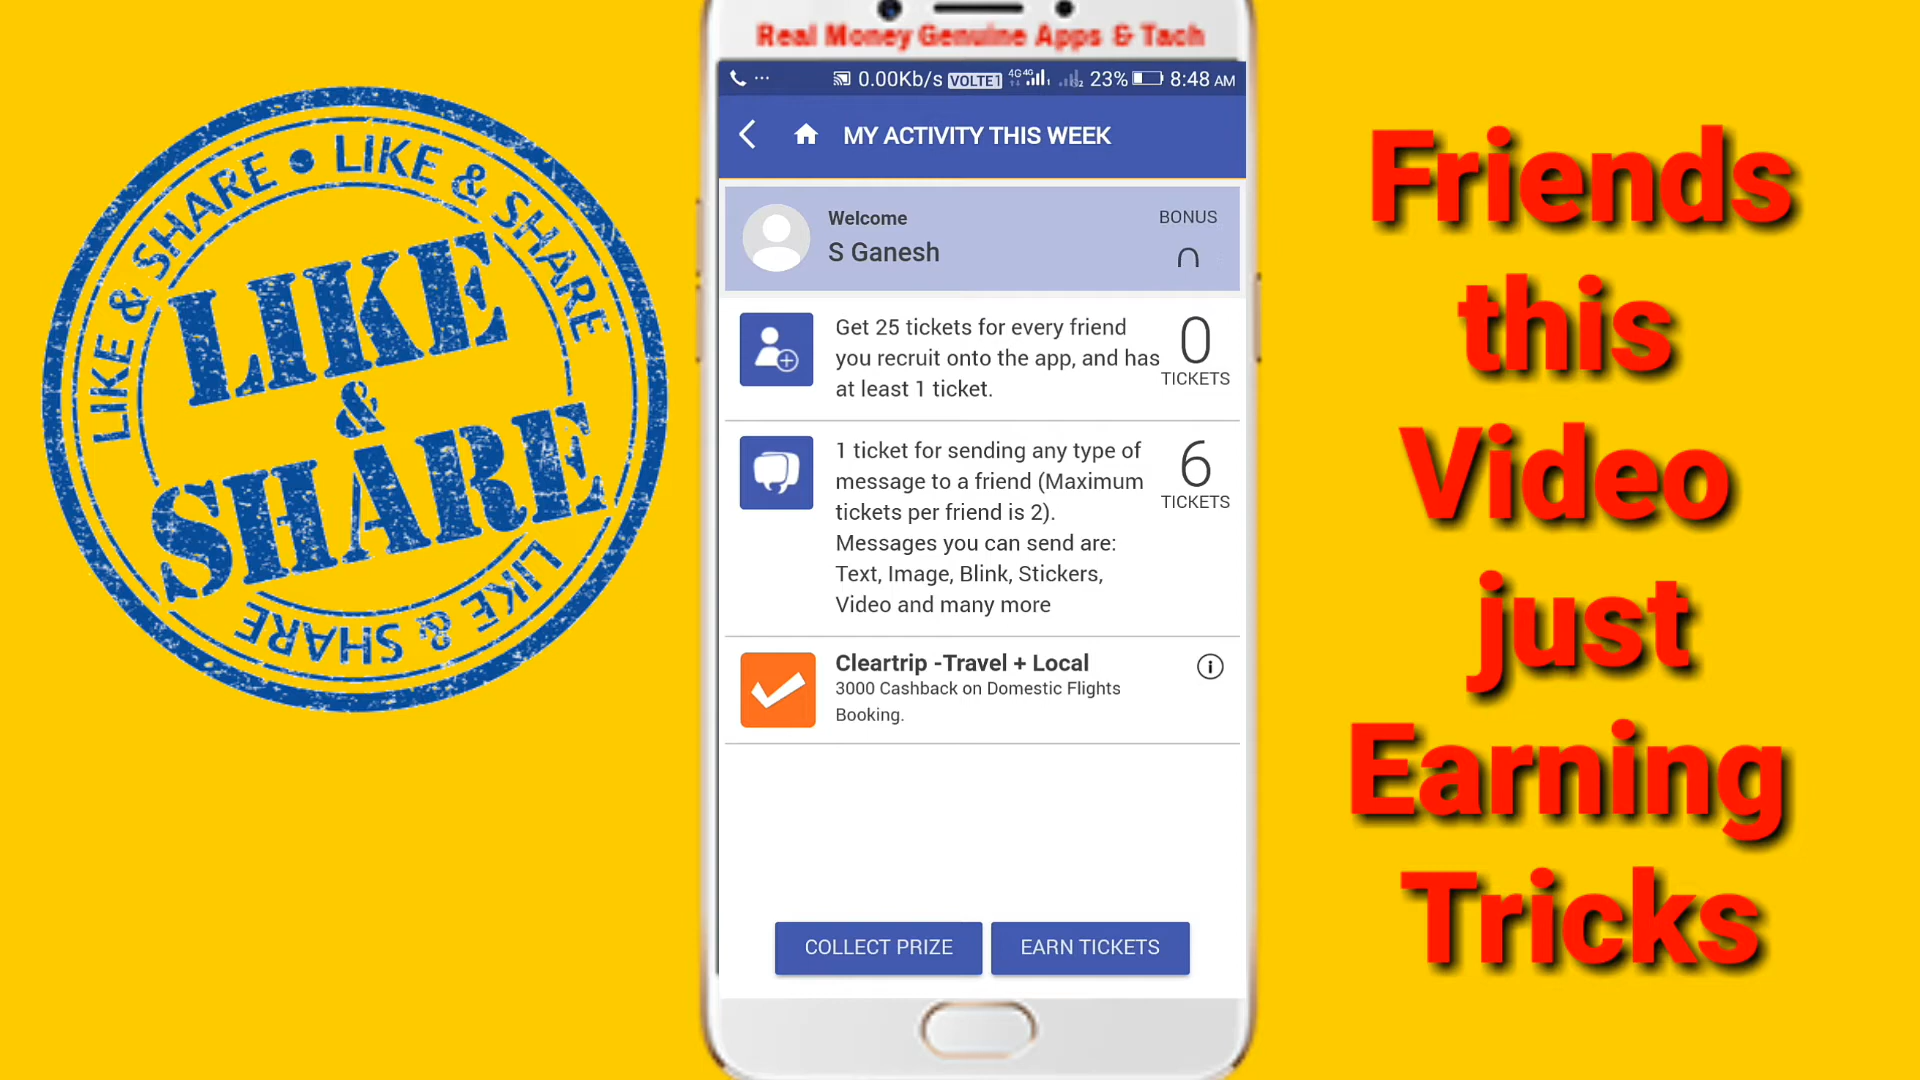 LIKE & SHARE • LIKE & SHARE
LIKE
&
SHARE
LIKE & SHARE
Real Money Genuine Apps & Tach
0.00Kb/s VOLTE1 4G 4G 1 2 23% 8:48 AM
MY ACTIVITY THIS WEEK
Welcome
BONUS
S Ganesh
Get 25 tickets for every friend
you recruit onto the app, and has
at least 1 ticket.
0
TICKETS
1 ticket for sending any type of
message to a friend (Maximum
tickets per friend is 2).
Messages you can send are:
Text, Image, Blink, Stickers,
Video and many more
6
TICKETS
Cleartrip -Travel + Local
3000 Cashback on Domestic Flights
Booking.
COLLECT PRIZE
EARN TICKETS
Friends
this
Video
just
Earning
Tricks